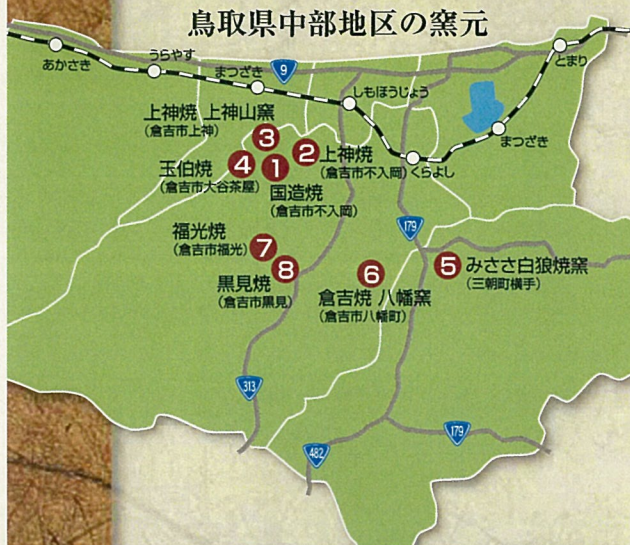 鳥取県中部地区の窯元
あかさき
うらやす
9
まつざき
しもほうじょう
とまり
まつざき
くらよし
上神焼 上神山窯
(倉吉市上神)
3
2
上神焼
(倉吉市不入岡)
玉伯焼
(倉吉市大谷茶屋)
4
1
国造焼
(倉吉市不入岡)
179
福光焼
(倉吉市福光)
7
8
黒見焼
(倉吉市黒見)
6
倉吉焼 八幡窯
(倉吉市八幡町)
5
みささ白狼焼窯
(三朝町横手)
313
482
179